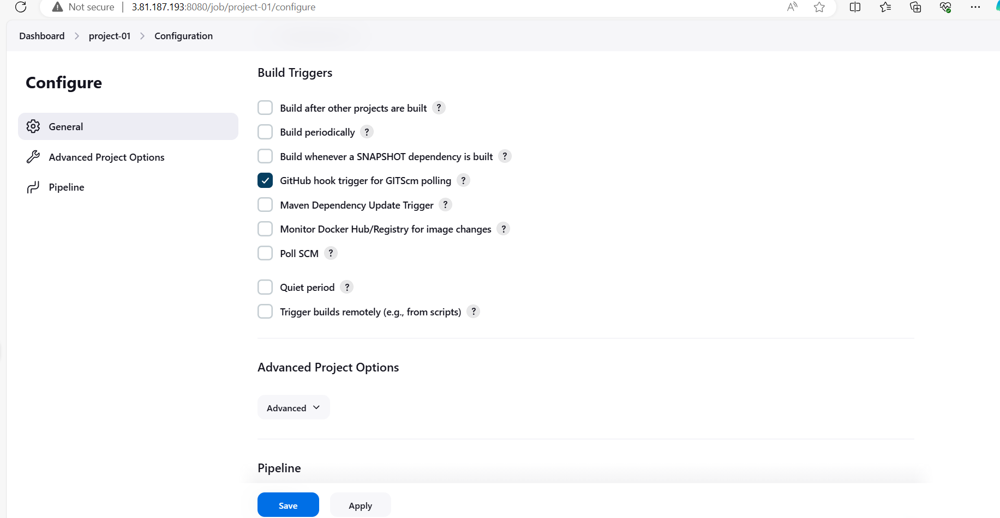 Not secure | 3.81.187.193:8080/job/project-01/configure
Dashboard > project-01 > Configuration
Configure
General
Advanced Project Options
Pipeline
Build Triggers
Build after other projects are built ?
Build periodically ?
Build whenever a SNAPSHOT dependency is built ?
GitHub hook trigger for GITScm polling ?
Maven Dependency Update Trigger ?
Monitor Docker Hub/Registry for image changes ?
Poll SCM ?
Quiet period ?
Trigger builds remotely (e.g., from scripts) ?
Advanced Project Options
Advanced
Pipeline
Save Apply